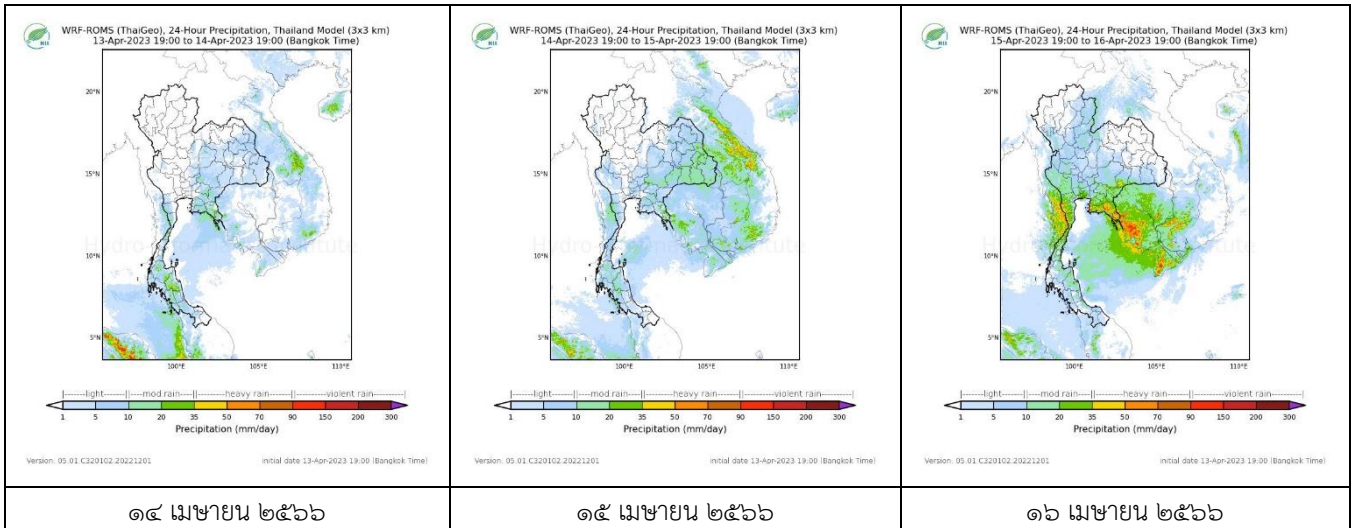 WRF-ROMS (ThaiGeo), 24-Hour Precipitation, Thailand Model (3x3 km)
13-Apr-2023 19:00 to 14-Apr-2023 19:00 (Bangkok Time)
HII
20°N
15°N
10°N
5°N
100°E 105°E 110°E
|------light------||---mod rain---||------heavy rain------||------violent rain------|
1 5 10 20 35 50 70 90 150 200 300
Precipitation (mm/day)
Version: 05.01.C320102.20221201 initial date 13-Apr-2023 19:00 (Bangkok Time)
๑๔ เมษายน ๒๕๖๖
WRF-ROMS (ThaiGeo), 24-Hour Precipitation, Thailand Model (3x3 km)
14-Apr-2023 19:00 to 15-Apr-2023 19:00 (Bangkok Time)
HII
20°N
15°N
10°N
5°N
100°E 105°E 110°E
|------light------||---mod rain---||------heavy rain------||------violent rain------|
1 5 10 20 35 50 70 90 150 200 300
Precipitation (mm/day)
Version: 05.01.C320102.20221201 initial date 13-Apr-2023 19:00 (Bangkok Time)
๑๕ เมษายน ๒๕๖๖
WRF-ROMS (ThaiGeo), 24-Hour Precipitation, Thailand Model (3x3 km)
15-Apr-2023 19:00 to 16-Apr-2023 19:00 (Bangkok Time)
HII
20°N
15°N
10°N
5°N
100°E 105°E 110°E
|------light------||---mod rain---||------heavy rain------||------violent rain------|
1 5 10 20 35 50 70 90 150 200 300
Precipitation (mm/day)
Version: 05.01.C320102.20221201 initial date 13-Apr-2023 19:00 (Bangkok Time)
๑๖ เมษายน ๒๕๖๖